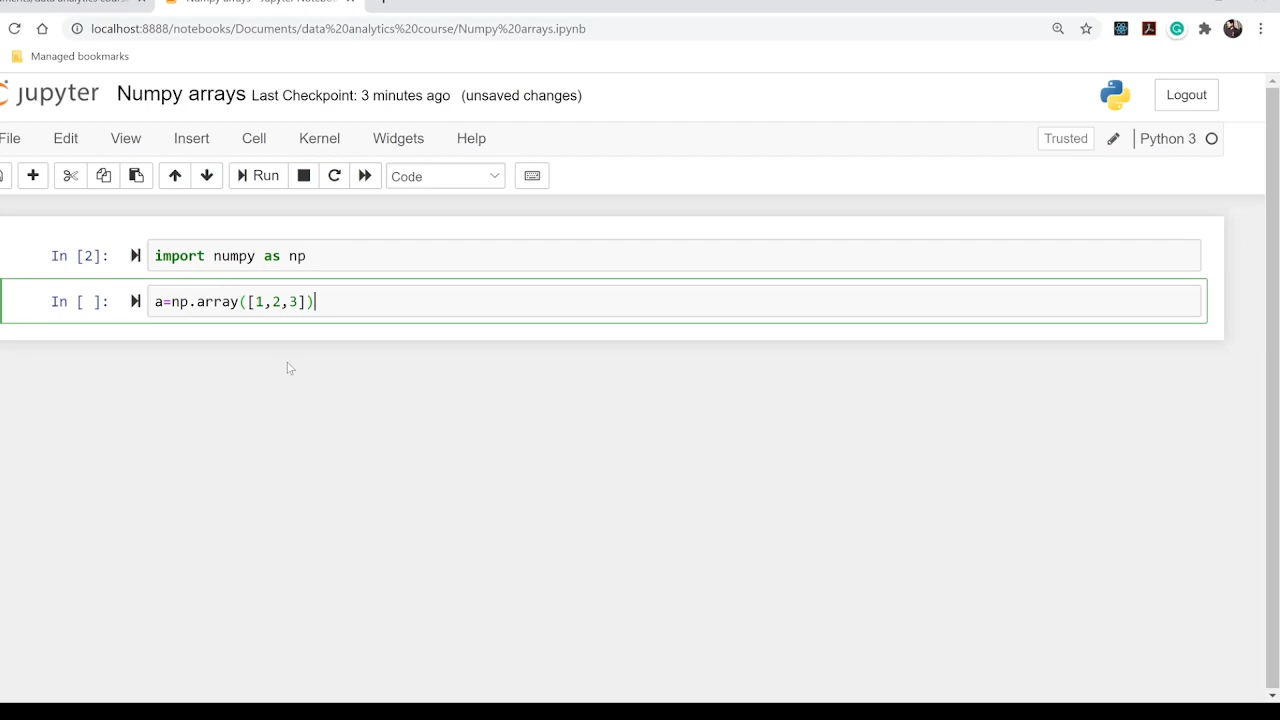 localhost:8888/notebooks/Documents/data%20analytics%20course/Numpy%20arrays.ipynb
Managed bookmarks
jupyter Numpy arrays Last Checkpoint: 3 minutes ago (unsaved changes) Logout
File Edit View Insert Cell Kernel Widgets Help Trusted Python 3
Run Code
In [2]: import numpy as np
In [ ]: a=np.array([1,2,3])